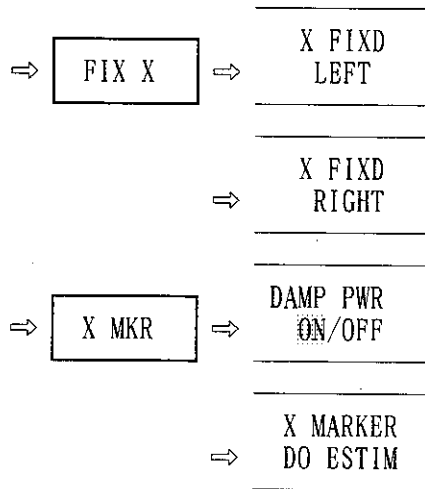 ⇨ FIX X ⇨ X FIXD
LEFT
⇨ X FIXD
RIGHT
⇨ X MKR ⇨ DAMP PWR
ON/OFF
⇨ X MARKER
DO ESTIM